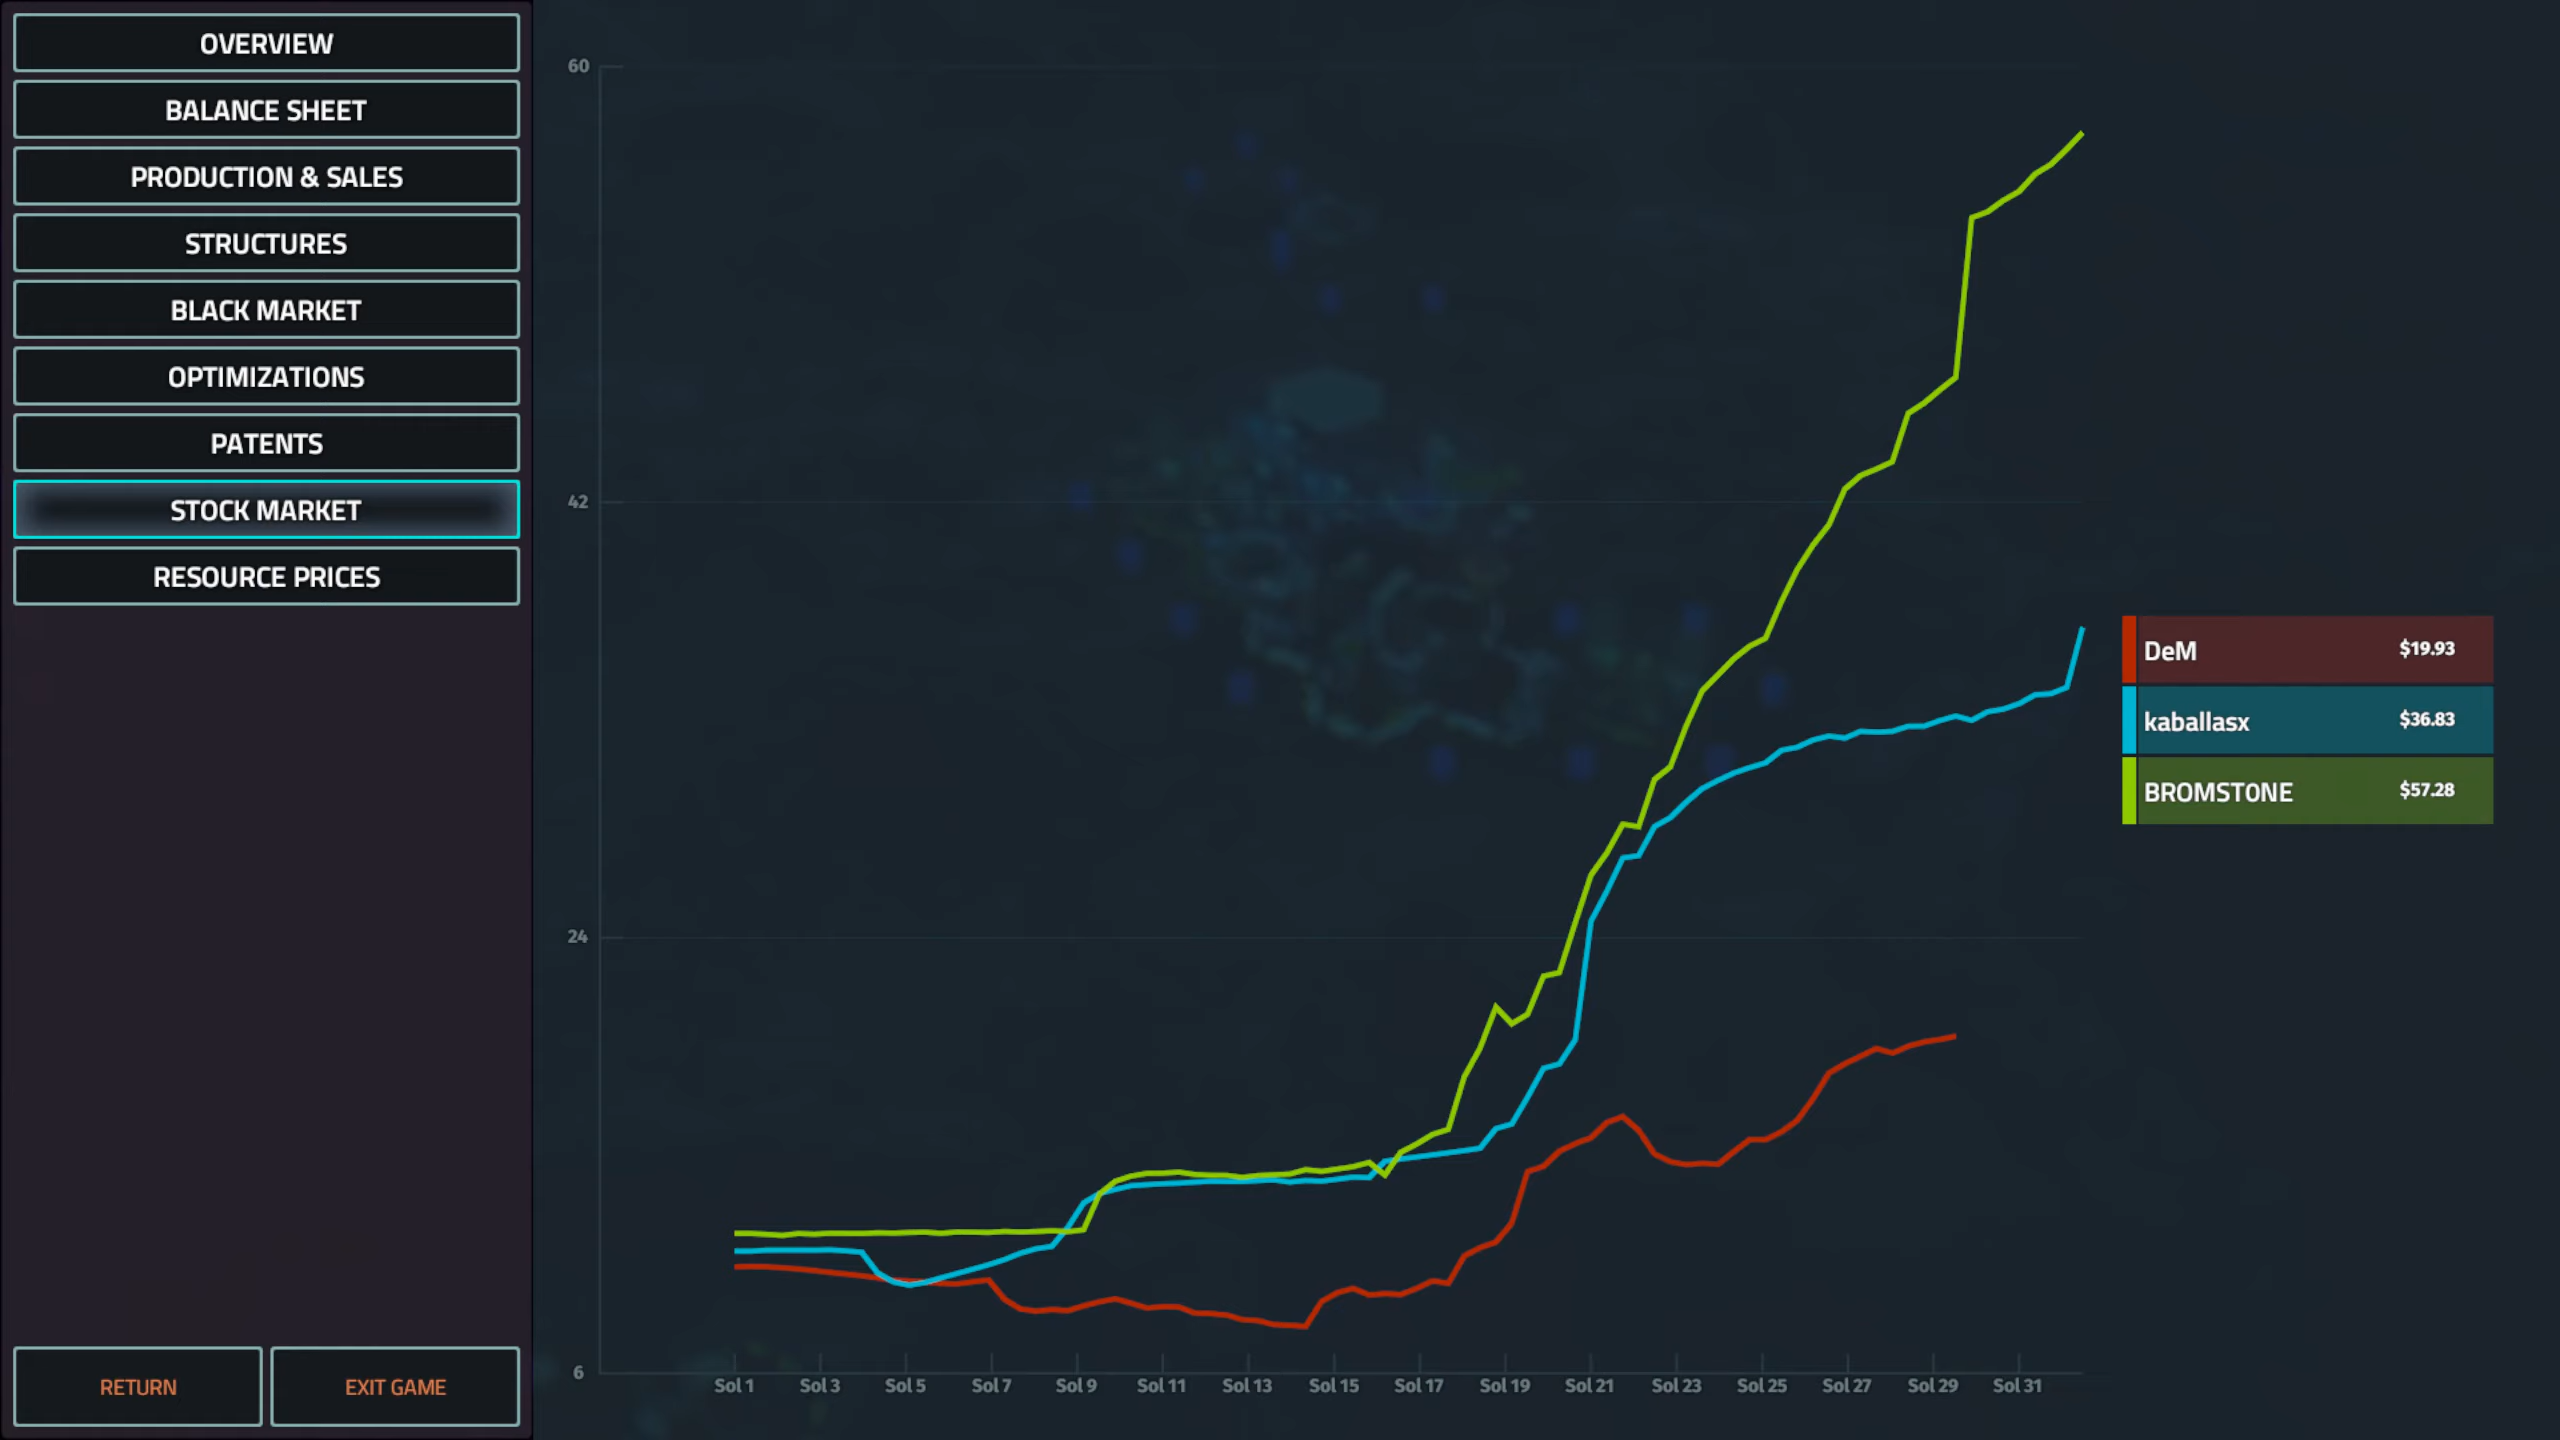 OVERVIEW
BALANCE SHEET
PRODUCTION & SALES
STRUCTURES
BLACK MARKET
OPTIMIZATIONS
PATENTS
STOCK MARKET
RESOURCE PRICES
RETURN
EXIT GAME
60
42
24
6
Sol 1 Sol 3 Sol 5 Sol 7 Sol 9 Sol 11 Sol 13 Sol 15 Sol 17 Sol 19 Sol 21 Sol 23 Sol 25 Sol 27 Sol 29 Sol 31
DeM $19.93
kaballasx $36.83
BROMSTONE $57.28